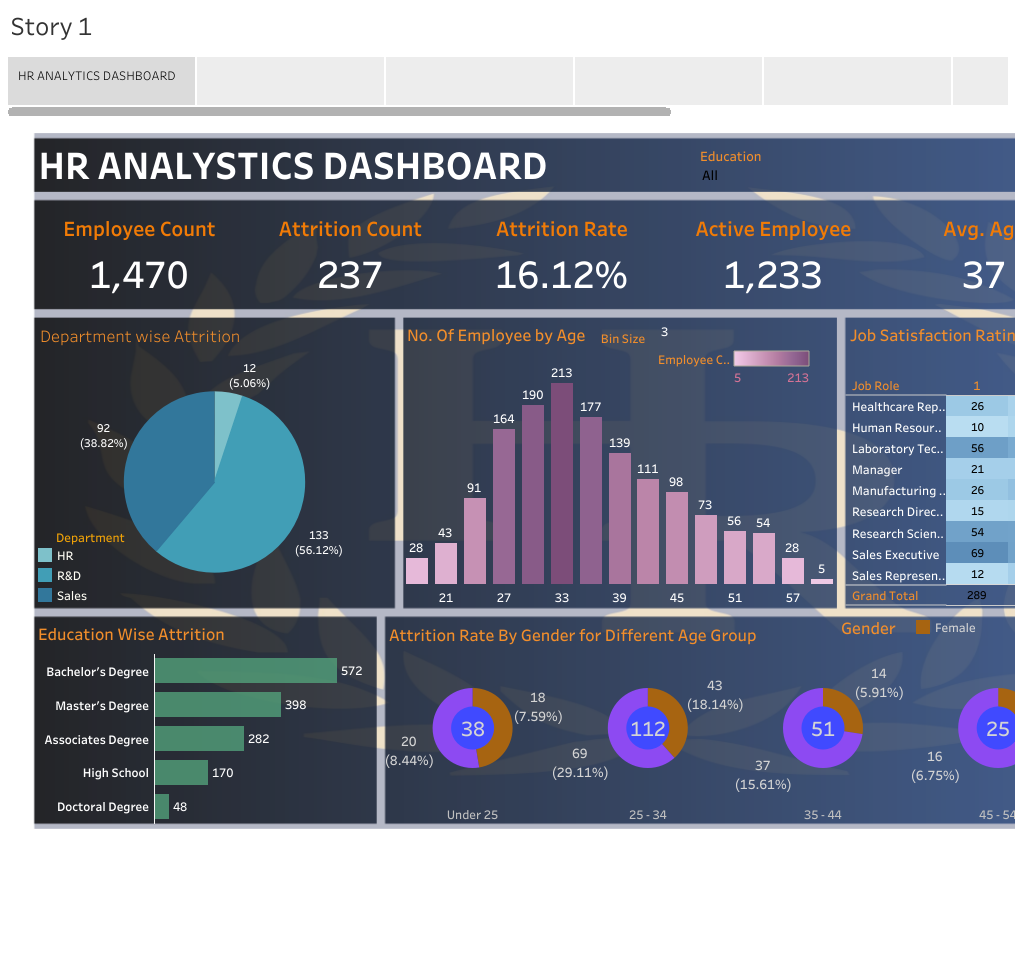 Story 1
HR ANALYTICS DASHBOARD
HR ANALYSTICS DASHBOARD
Education
All
Employee Count
Attrition Count
Attrition Rate
Active Employee
Avg. Ag
1,470
237
16.12%
1,233
37
Department wise Attrition
12
(5.06%)
92
(38.82%)
133
(56.12%)
Department
HR
R&D
Sales
No. Of Employee by Age
Bin Size
3
Employee C..
5
213
28
43
91
164
190
213
177
139
111
98
73
56
54
28
5
21
27
33
39
45
51
57
Job Satisfaction Ratin
Job Role
1
Healthcare Rep.. 26
Human Resour.. 10
Laboratory Tec.. 56
Manager 21
Manufacturing .. 26
Research Direc.. 15
Research Scien.. 54
Sales Executive 69
Sales Represen.. 12
Grand Total 289
Education Wise Attrition
Bachelor's Degree 572
Master's Degree 398
Associates Degree 282
High School 170
Doctoral Degree 48
Attrition Rate By Gender for Different Age Group
Gender
Female
18
(7.59%)
38
20
(8.44%)
Under 25
43
(18.14%)
112
69
(29.11%)
25 - 34
14
(5.91%)
51
37
(15.61%)
35 - 44
25
16
(6.75%)
45 - 54